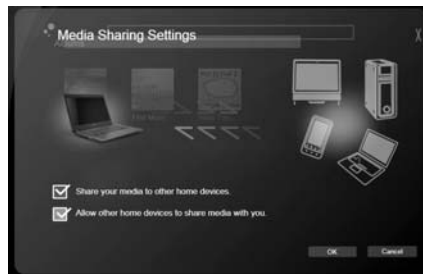 Media Sharing Settings
Share your media to other home devices.
Allow other home devices to share media with you.
OK
Cancel